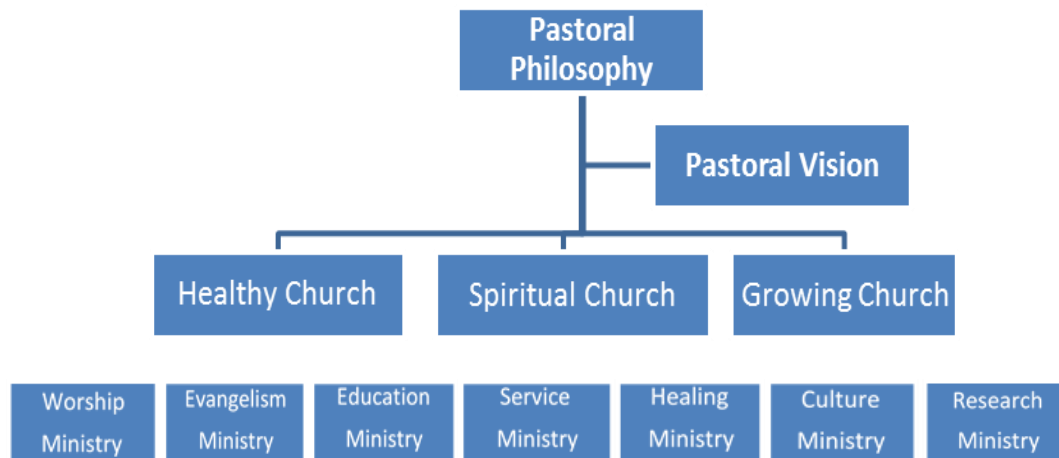 Pastoral
Philosophy
Pastoral Vision
Healthy Church
Spiritual Church
Growing Church
Worship
Ministry
Evangelism
Ministry
Education
Ministry
Service
Ministry
Healing
Ministry
Culture
Ministry
Research
Ministry